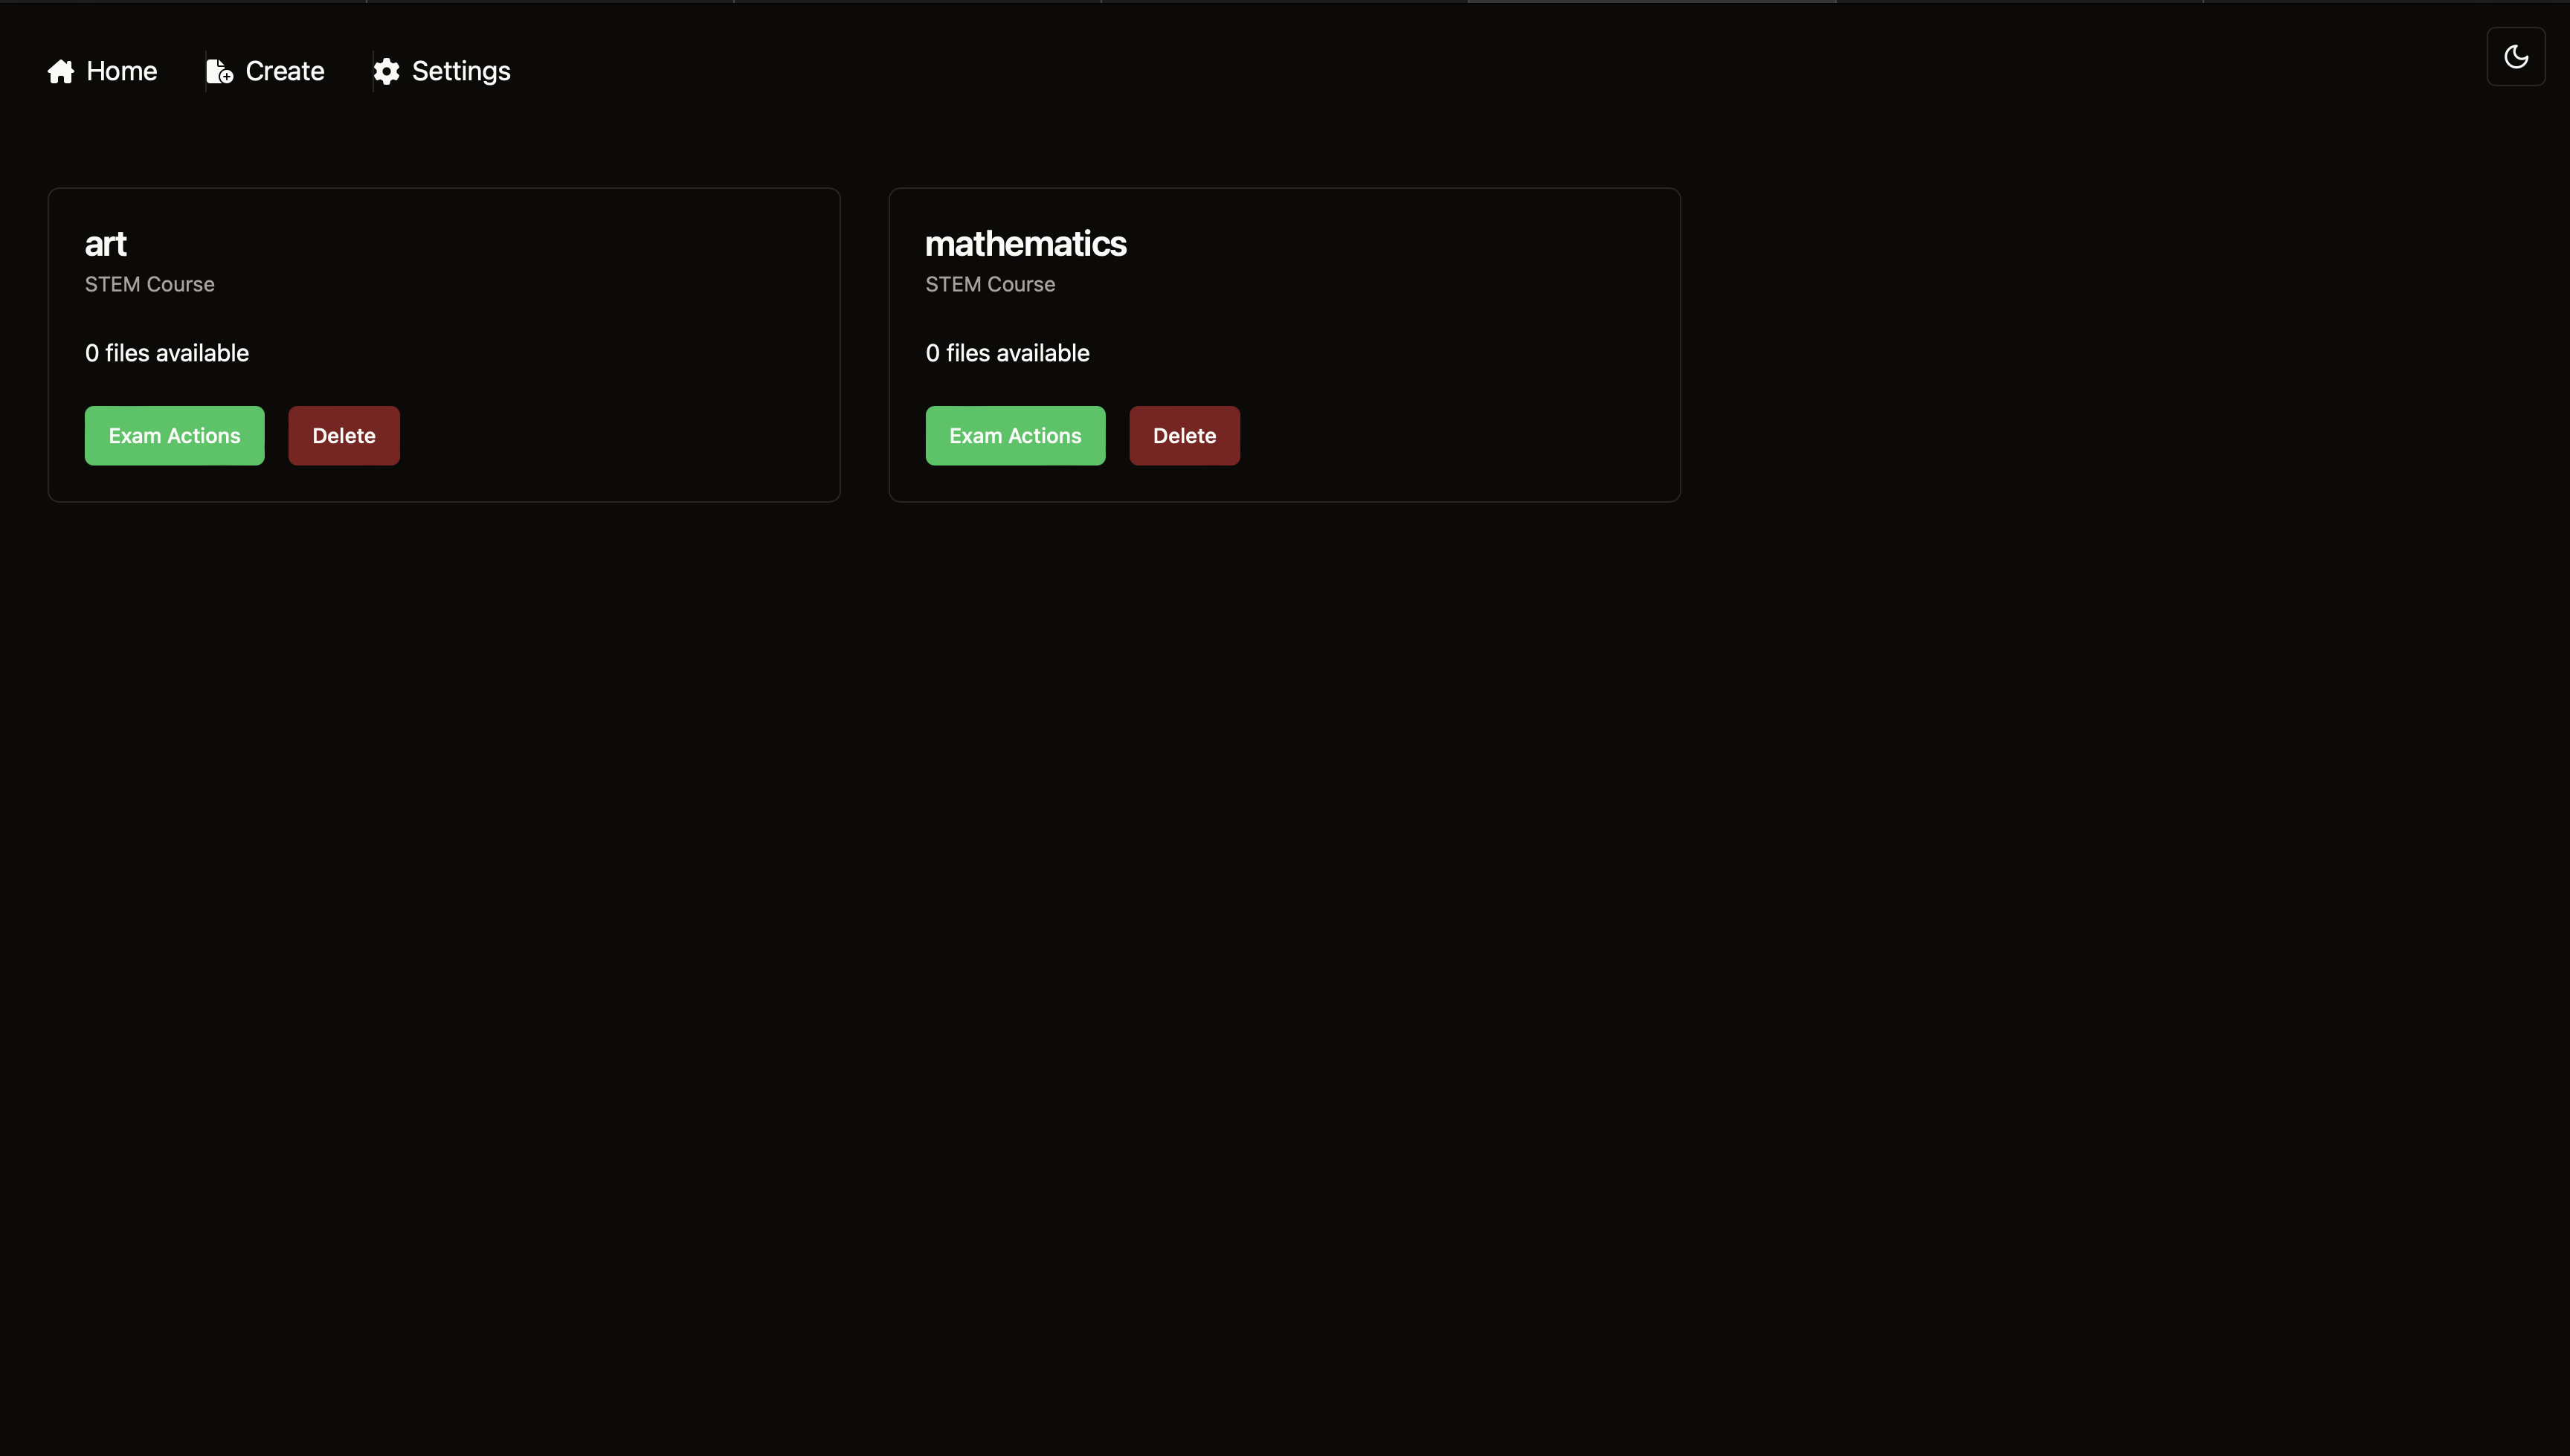 Home Create Settings
art
STEM Course
0 files available
Exam Actions Delete
mathematics
STEM Course
0 files available
Exam Actions Delete